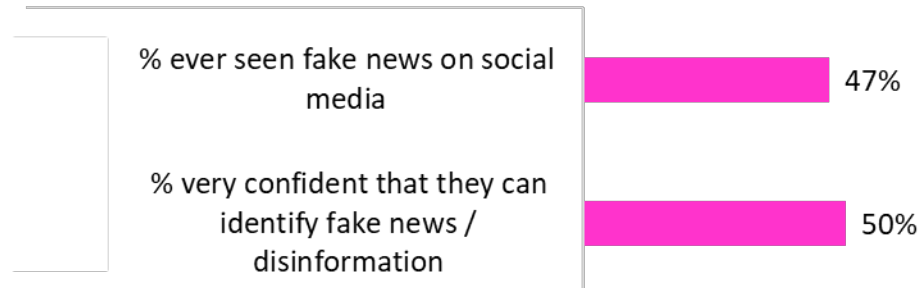 % ever seen fake news on social
media
47%
% very confident that they can
identify fake news /
disinformation
50%